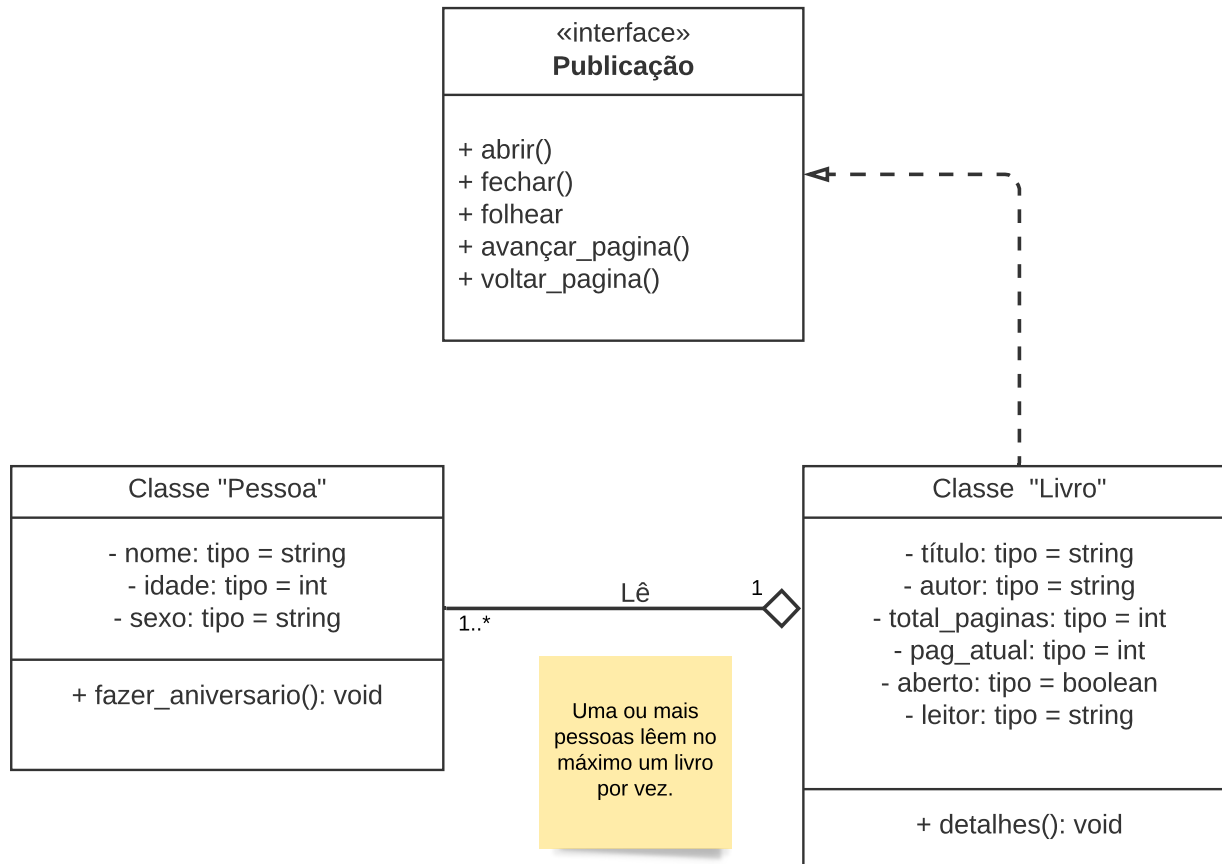 «interface»
Publicação
+ abrir()
+ fechar()
+ folhear
+ avançar_pagina()
+ voltar_pagina()
Classe "Pessoa"
- nome: tipo = string
- idade: tipo = int
- sexo: tipo = string
+ fazer_aniversario(): void
Lê
1
1..*
Uma ou mais
pessoas lêem no
máximo um livro
por vez.
Classe  "Livro"
- título: tipo = string
- autor: tipo = string
- total_paginas: tipo = int
- pag_atual: tipo = int
- aberto: tipo = boolean
- leitor: tipo = string
+ detalhes(): void